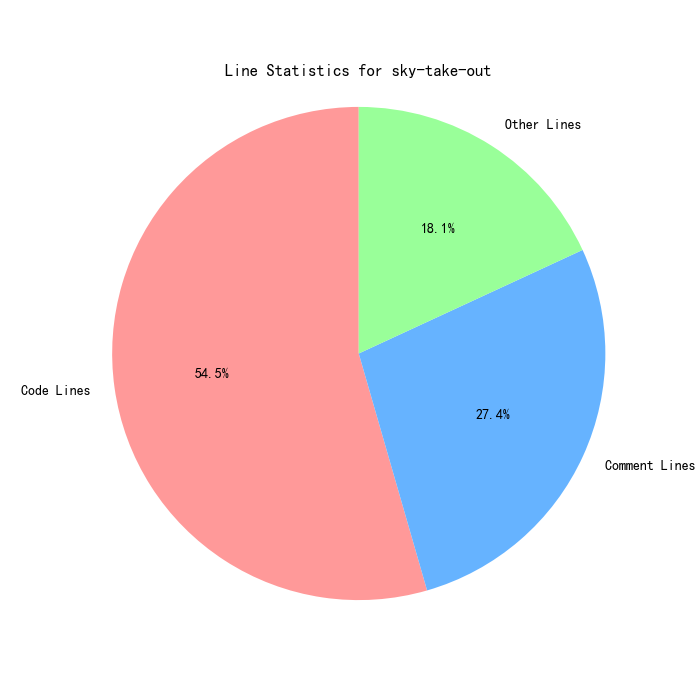 Line Statistics for sky-take-out
Other Lines
18.1%
54.5%
Code Lines
27.4%
Comment Lines